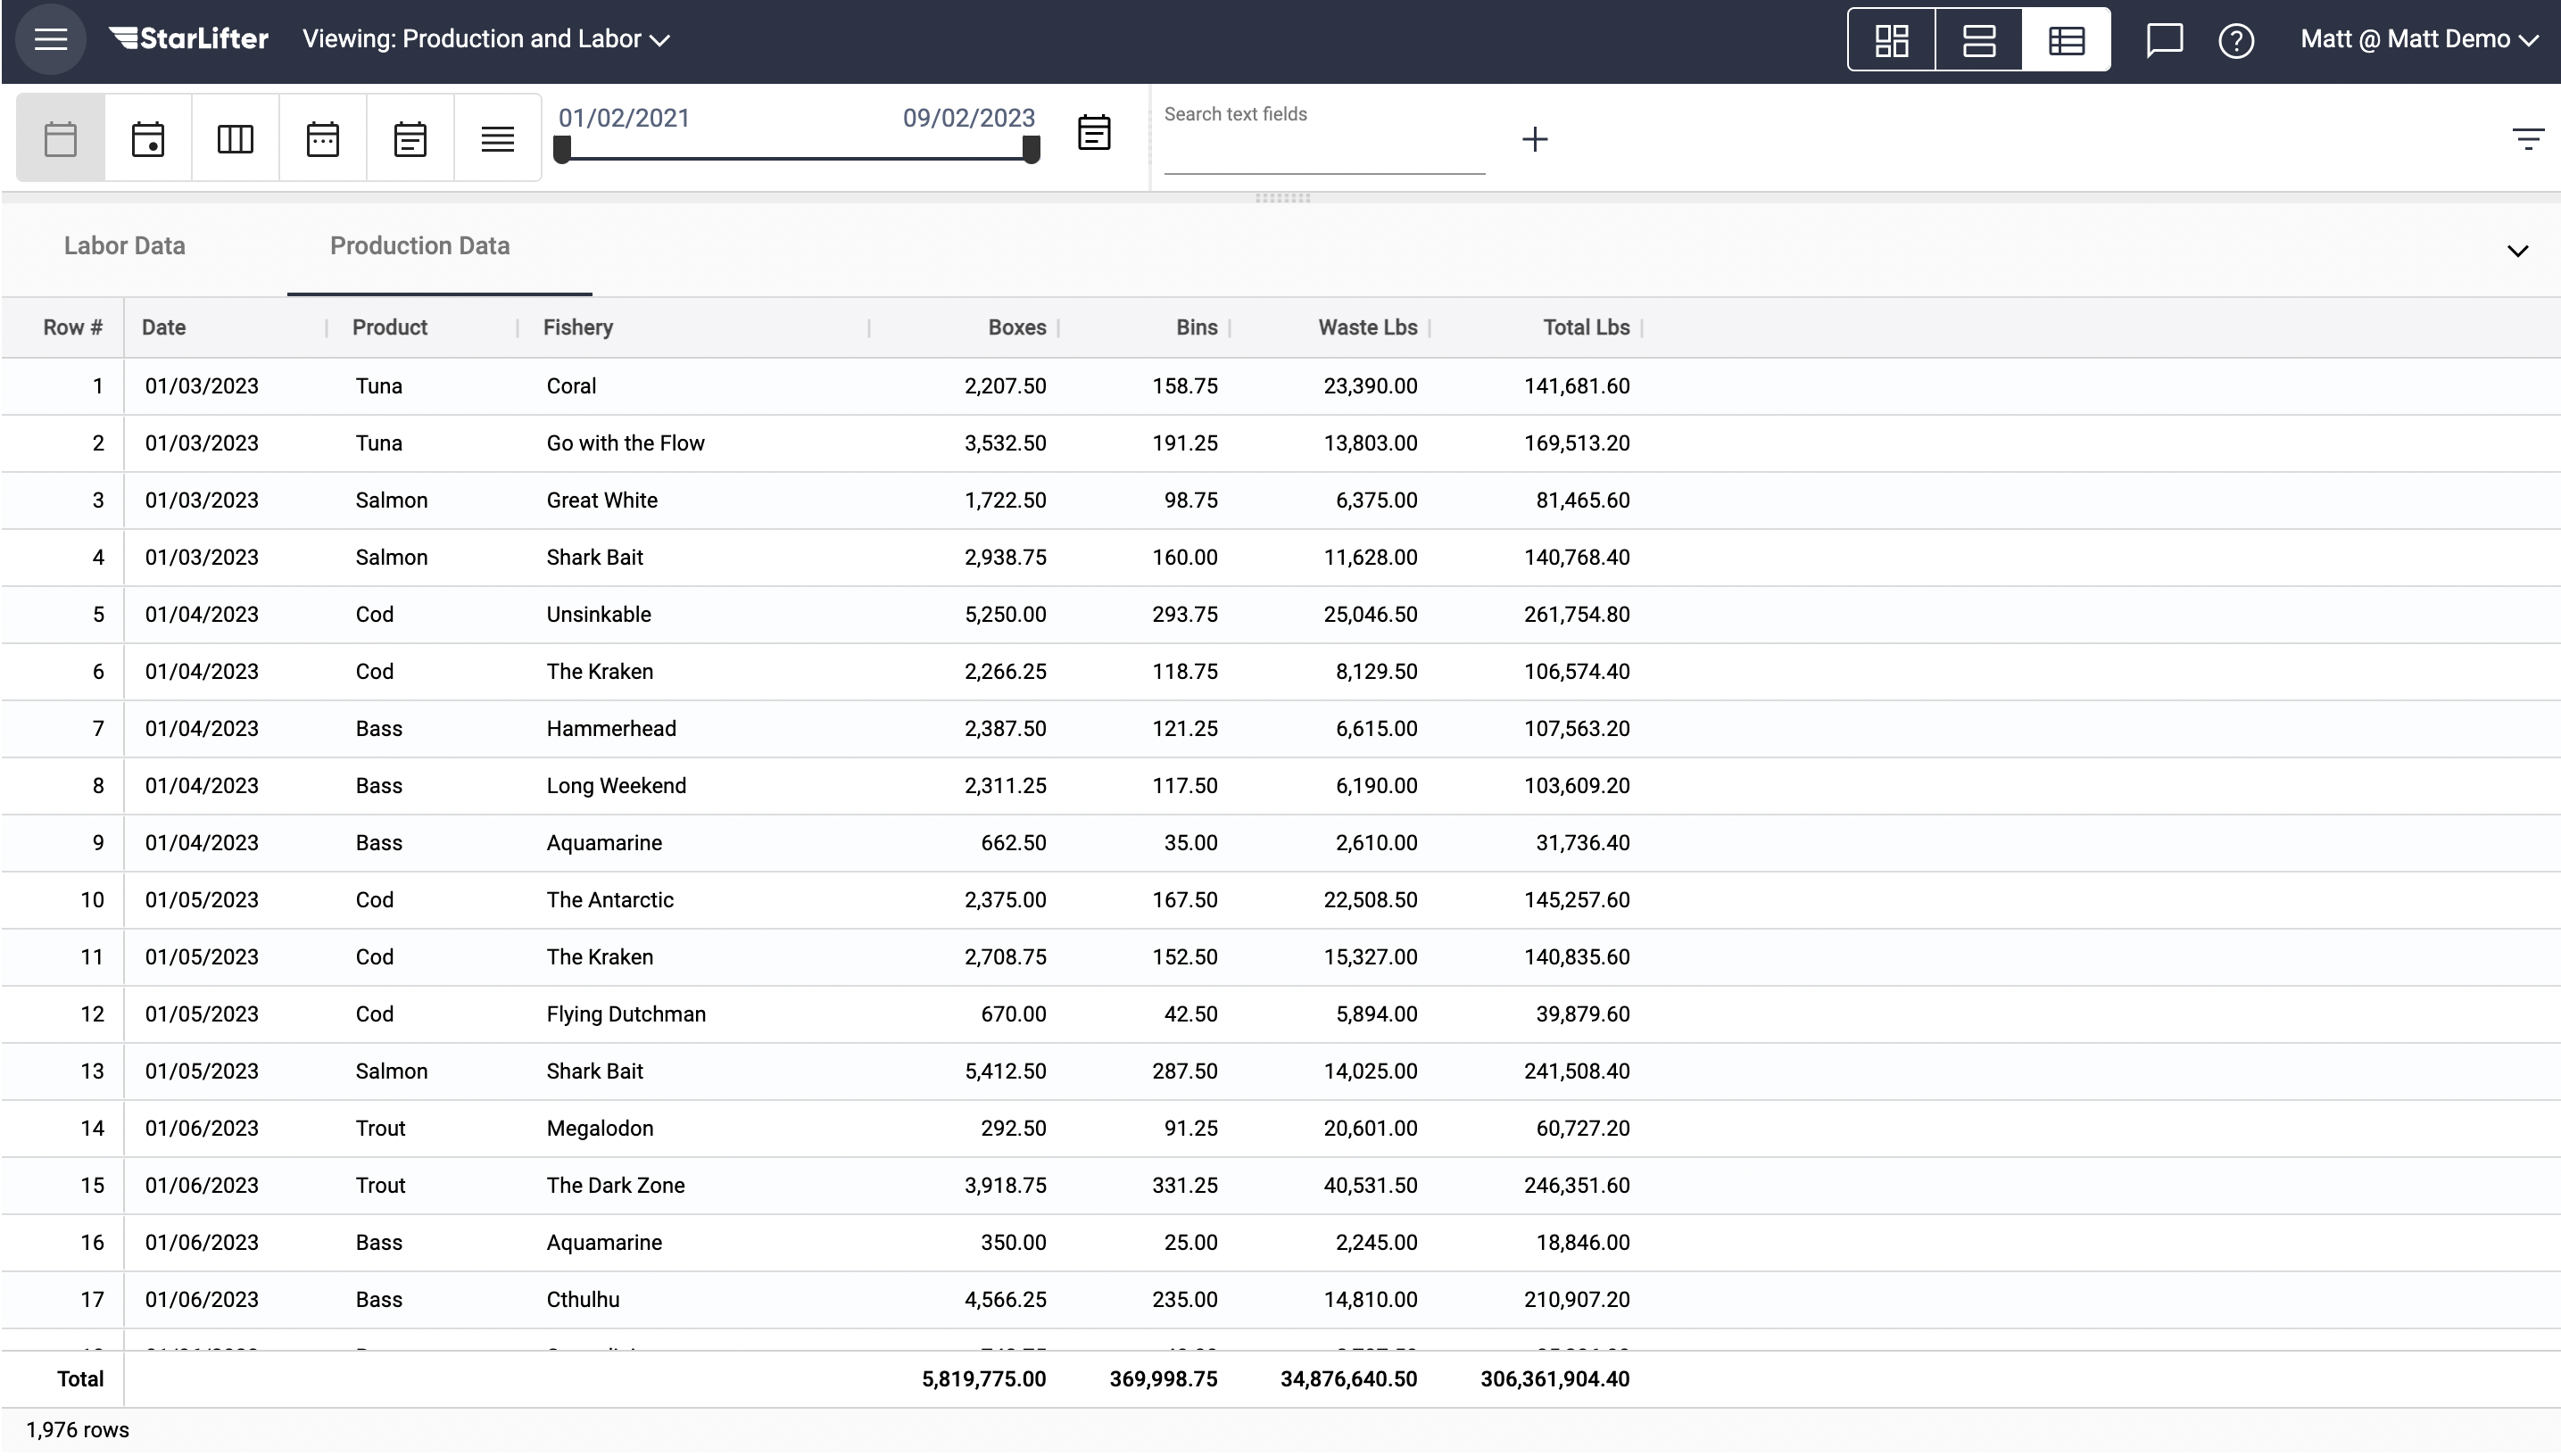 StarLifter Viewing: Production and Labor Matt @ Matt Demo
01/02/2021 09/02/2023 Search text fields
Labor Data Production Data
Row # Date Product Fishery Boxes Bins Waste Lbs Total Lbs
1 01/03/2023 Tuna Coral 2,207.50 158.75 23,390.00 141,681.60
2 01/03/2023 Tuna Go with the Flow 3,532.50 191.25 13,803.00 169,513.20
3 01/03/2023 Salmon Great White 1,722.50 98.75 6,375.00 81,465.60
4 01/03/2023 Salmon Shark Bait 2,938.75 160.00 11,628.00 140,768.40
5 01/04/2023 Cod Unsinkable 5,250.00 293.75 25,046.50 261,754.80
6 01/04/2023 Cod The Kraken 2,266.25 118.75 8,129.50 106,574.40
7 01/04/2023 Bass Hammerhead 2,387.50 121.25 6,615.00 107,563.20
8 01/04/2023 Bass Long Weekend 2,311.25 117.50 6,190.00 103,609.20
9 01/04/2023 Bass Aquamarine 662.50 35.00 2,610.00 31,736.40
10 01/05/2023 Cod The Antarctic 2,375.00 167.50 22,508.50 145,257.60
11 01/05/2023 Cod The Kraken 2,708.75 152.50 15,327.00 140,835.60
12 01/05/2023 Cod Flying Dutchman 670.00 42.50 5,894.00 39,879.60
13 01/05/2023 Salmon Shark Bait 5,412.50 287.50 14,025.00 241,508.40
14 01/06/2023 Trout Megalodon 292.50 91.25 20,601.00 60,727.20
15 01/06/2023 Trout The Dark Zone 3,918.75 331.25 40,531.50 246,351.60
16 01/06/2023 Bass Aquamarine 350.00 25.00 2,245.00 18,846.00
17 01/06/2023 Bass Cthulhu 4,566.25 235.00 14,810.00 210,907.20
Total 5,819,775.00 369,998.75 34,876,640.50 306,361,904.40
1,976 rows